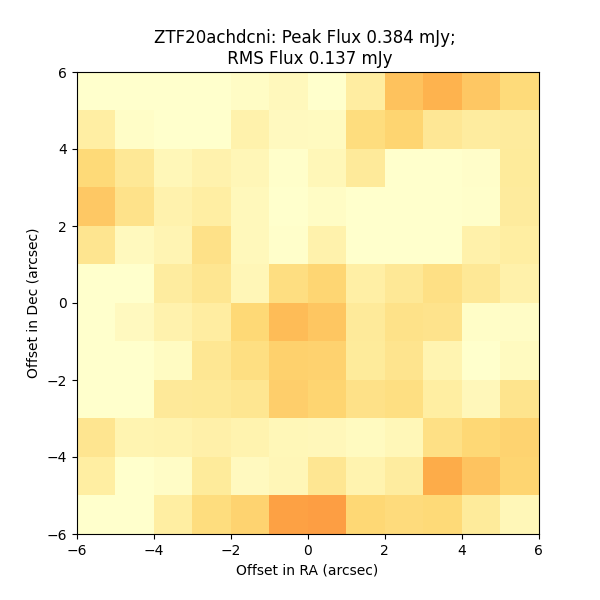 ZTF20achdcni: Peak Flux 0.384 mJy;
RMS Flux 0.137 mJy
6
4
2
0
−2
−4
−6
Offset in Dec (arcsec)
−6 −4 −2 0 2 4 6
Offset in RA (arcsec)